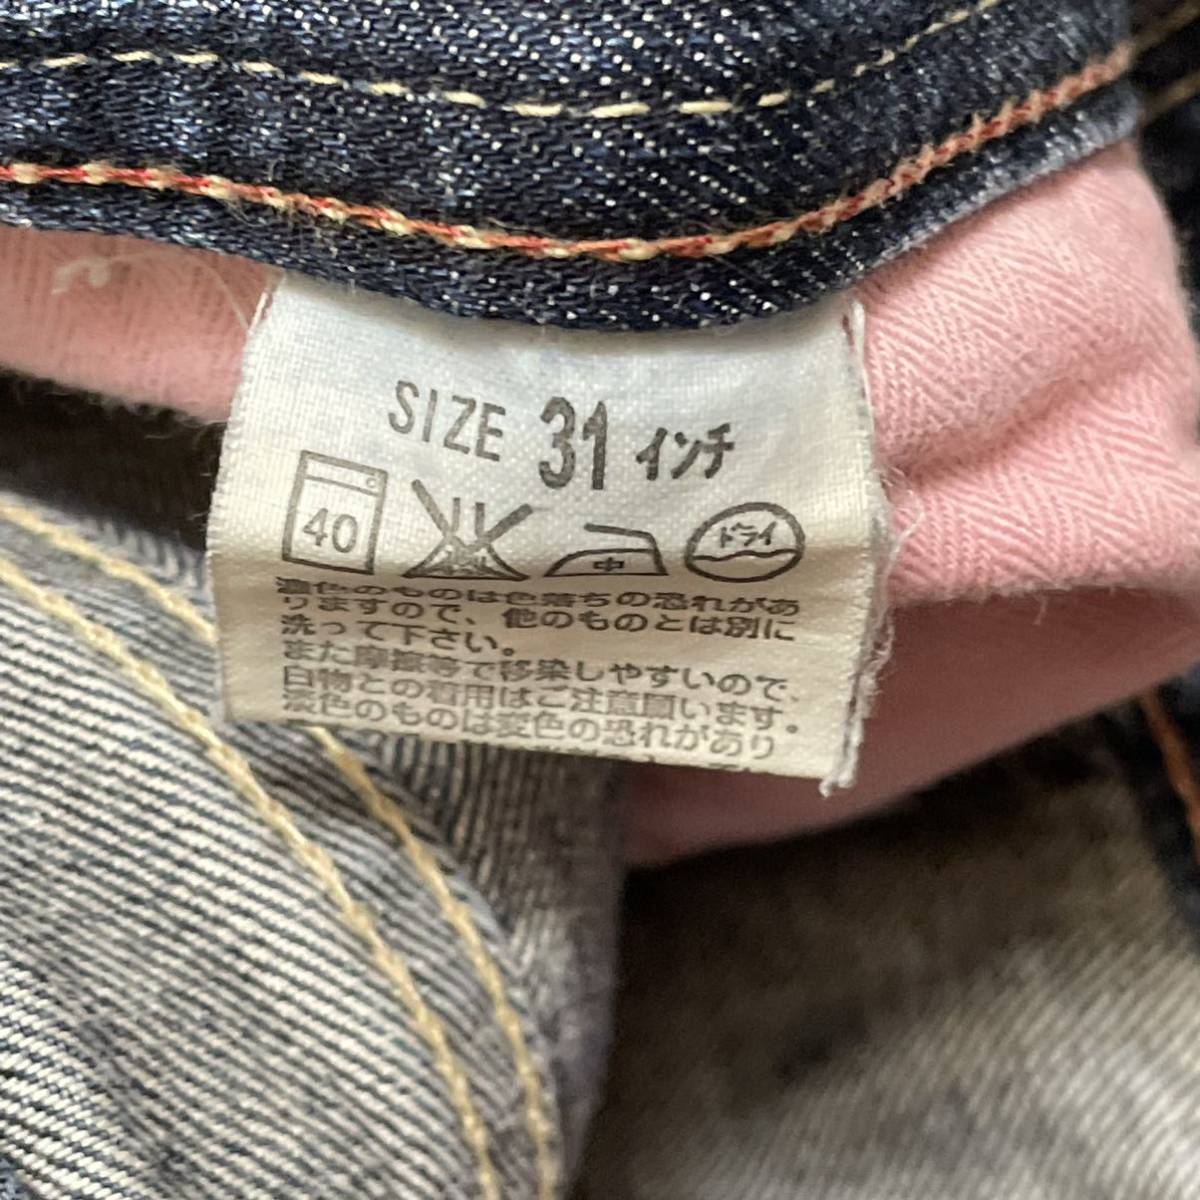 SIZE 31 インチ
40 中 ドライ
濃色のものは色落ちの恐れがあ
りますので、他のものとは別に
洗って下さい。
また摩擦等で移染しやすいので、
白物との着用はご注意願います。
淡色のものは変色の恐れがあり